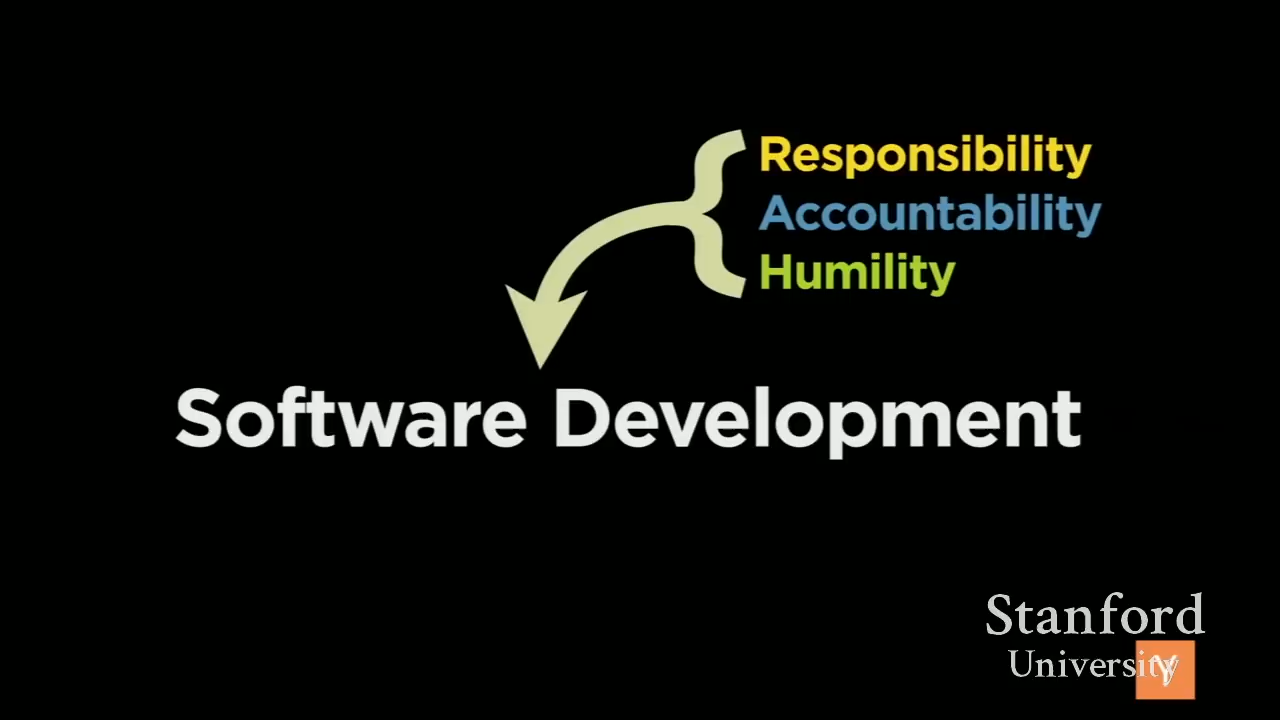 Responsibility
Accountability
Humility
Software Development
Stanford
University
Y